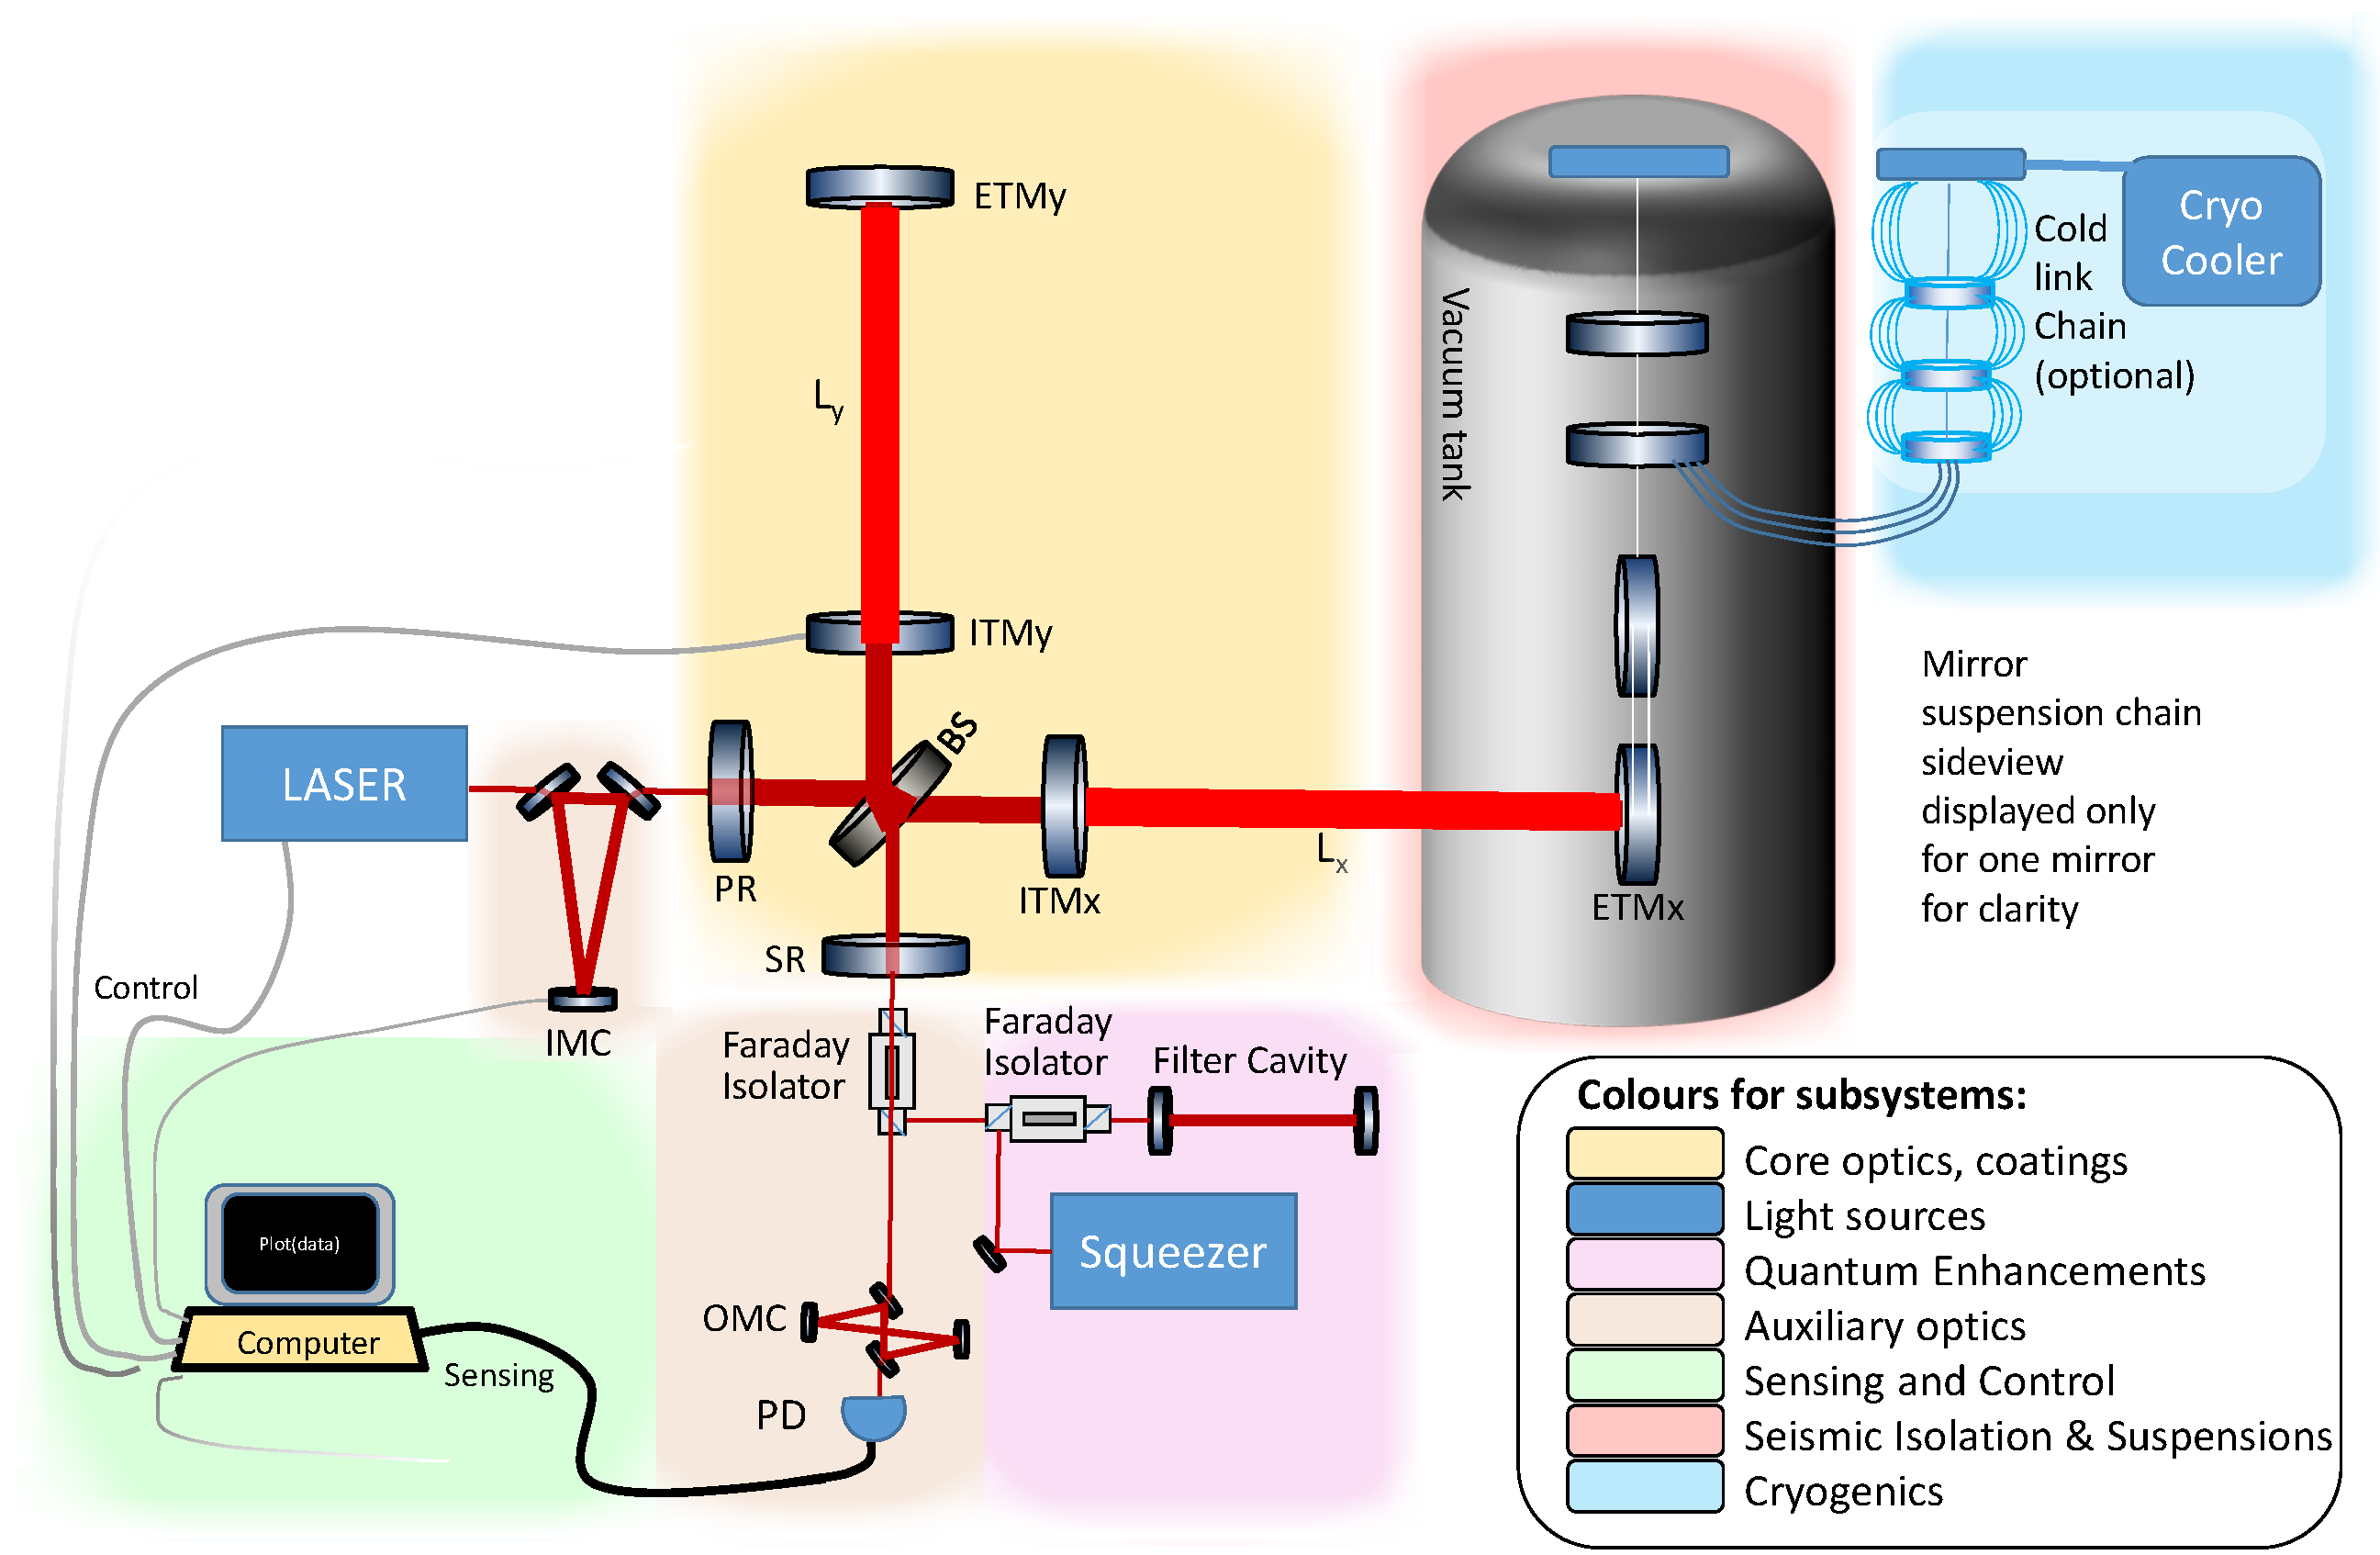 ETMy
Cryo
Cooler
Cold
link
Chain
(optional)
Vacuum tank
Ly
ITMy
Mirror
suspension chain
sideview
displayed only
for one mirror
for clarity
BS
LASER
PR
ITMx
Lx
ETMx
SR
Control
IMC
Faraday
Isolator
Faraday
Isolator
Filter Cavity
Squeezer
Plot(data)
OMC
Computer
Sensing
PD
Colours for subsystems:
Core optics, coatings
Light sources
Quantum Enhancements
Auxiliary optics
Sensing and Control
Seismic Isolation & Suspensions
Cryogenics